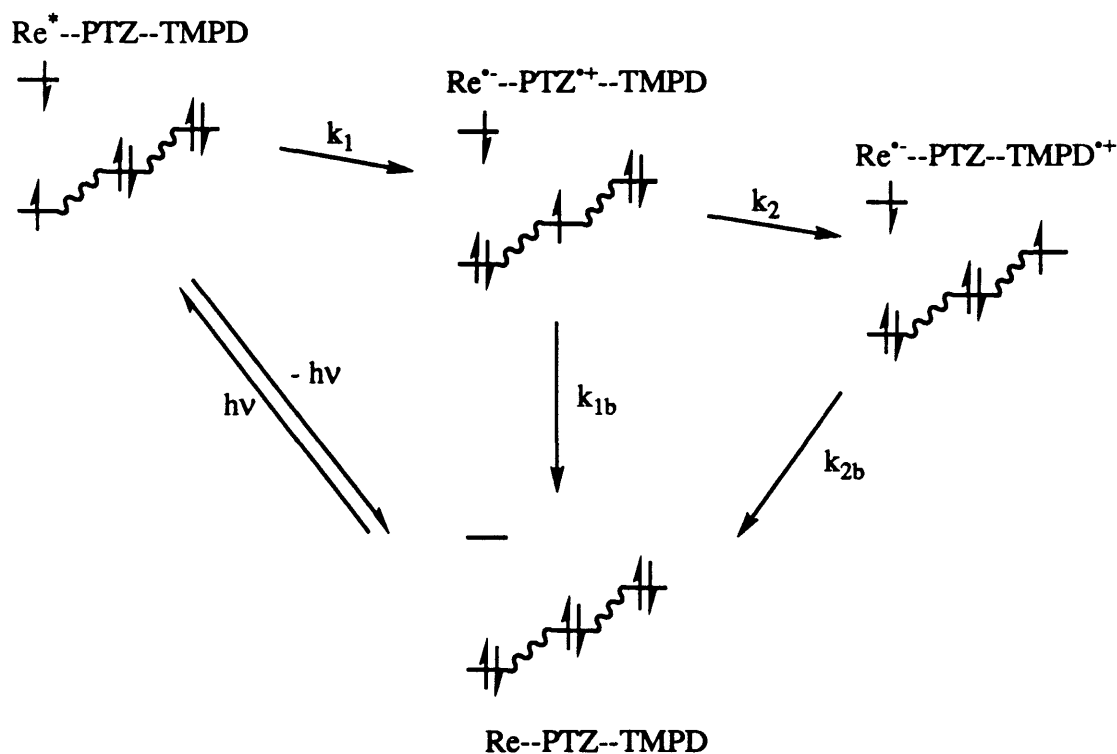 Re*--PTZ--TMPD
Re•---PTZ•+--TMPD
k1
Re•---PTZ--TMPD•+
k2
- hν
hν
k1b
k2b
Re--PTZ--TMPD